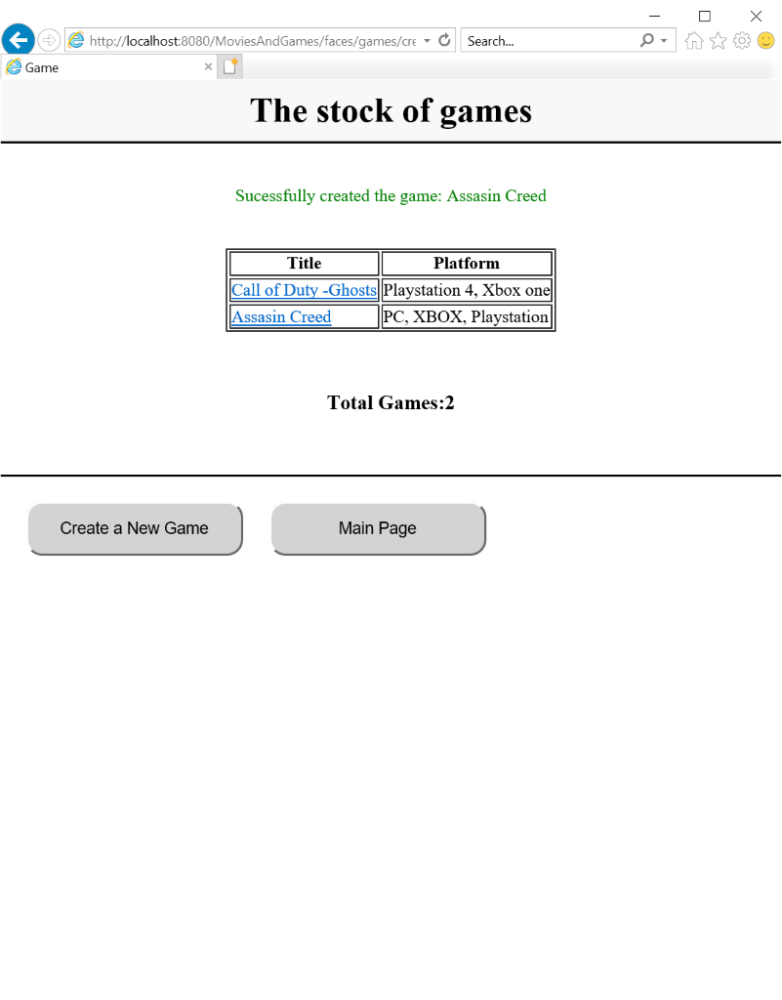 http://localhost:8080/MoviesAndGames/faces/games/cre
Search...
Game
The stock of games
Sucessfully created the game: Assasin Creed
Title Platform
Call of Duty -Ghosts Playstation 4, Xbox one
Assasin Creed PC, XBOX, Playstation
Total Games:2
Create a New Game Main Page